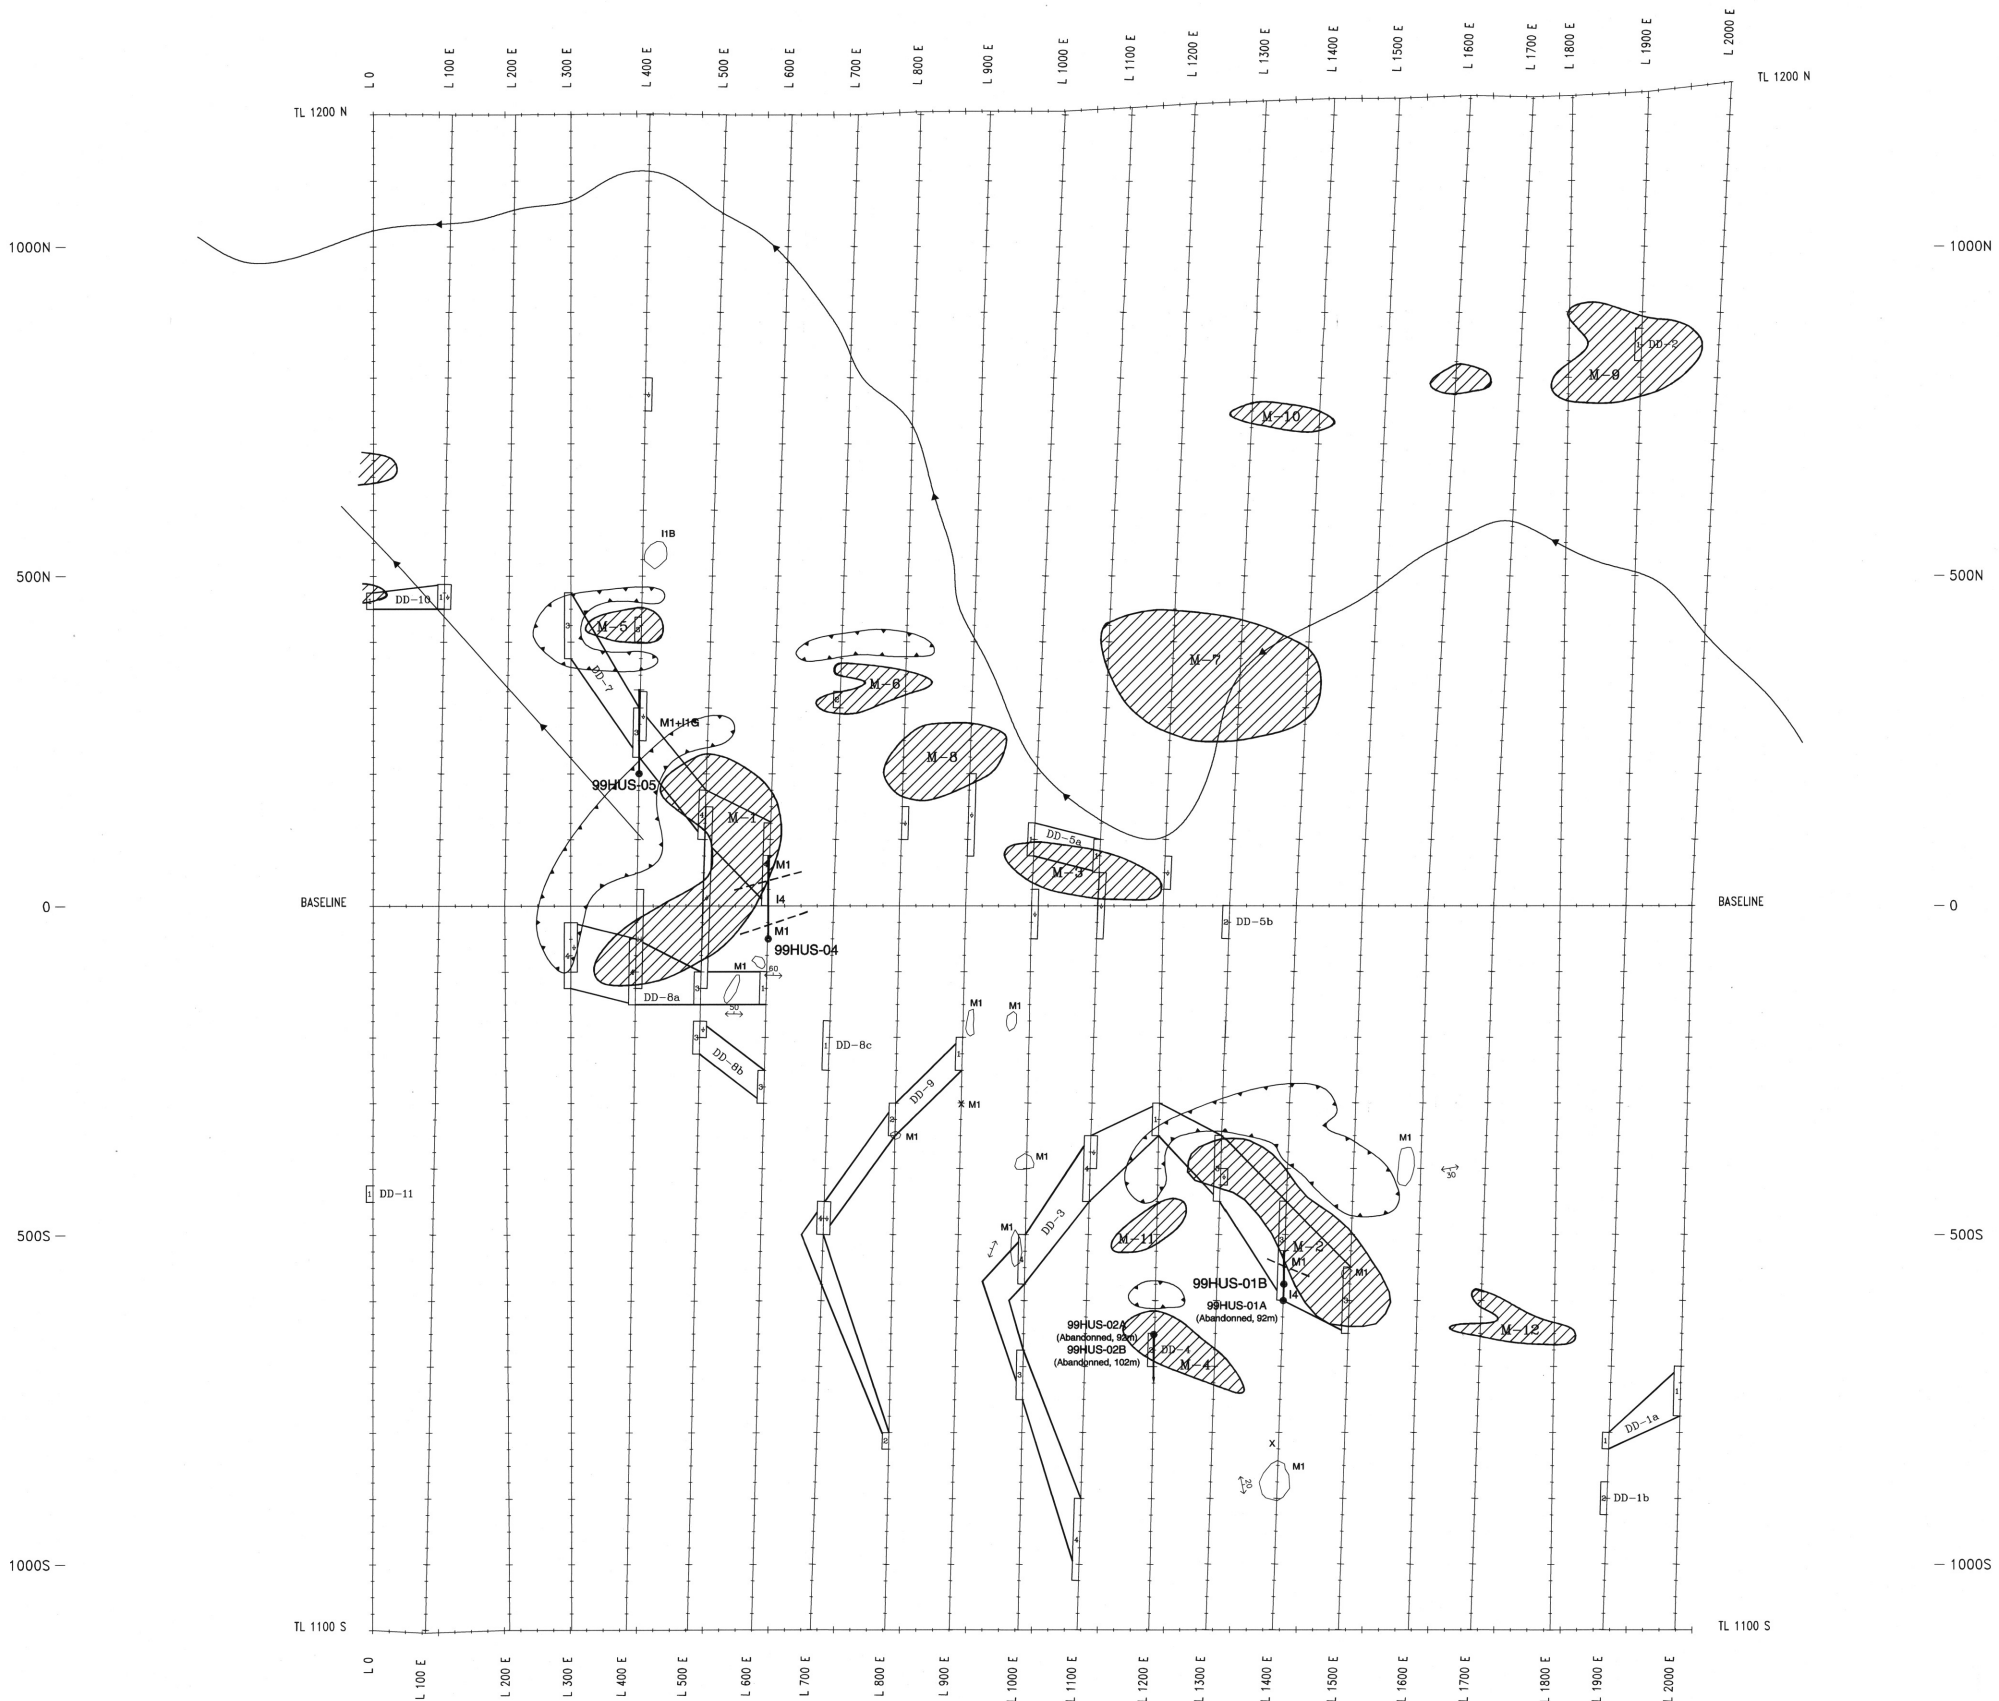 L 0
L 100 E
L 200 E
L 300 E
L 400 E
L 500 E
L 600 E
L 700 E
L 800 E
L 900 E
L 1000 E
L 1100 E
L 1200 E
L 1300 E
L 1400 E
L 1500 E
L 1600 E
L 1700 E
L 1800 E
L 1900 E
L 2000 E
TL 1200 N
TL 1200 N
1000N
1000N
DD-2
M-9
M-10
I1B
500N
500N
DD-10
M-5
DD-7
M-7
M-6
M1+I1G
M-8
99HUS-05
M-1
DD-5a
M1
M-3
I4
BASELINE
BASELINE
0
0
DD-5b
M1
99HUS-04
M1
60
DD-8a
50
M1
M1
DD-8c
DD-8b
DD-9
M1
M1
M1
M1
30
DD-11
DD-3
M1
500S
500S
M-11
M-2
M1
M1
99HUS-01B
I4
99HUS-01A
(Abandonned, 92m)
99HUS-02A
(Abandonned, 92m)
99HUS-02B
(Abandonned, 102m)
DD-4
M-4
M-12
DD-1a
X
M1
20
DD-1b
1000S
1000S
TL 1100 S
TL 1100 S
L 0
L 100 E
L 200 E
L 300 E
L 400 E
L 500 E
L 600 E
L 700 E
L 800 E
L 900 E
L 1000 E
L 1100 E
L 1200 E
L 1300 E
L 1400 E
L 1500 E
L 1600 E
L 1700 E
L 1800 E
L 1900 E
L 2000 E